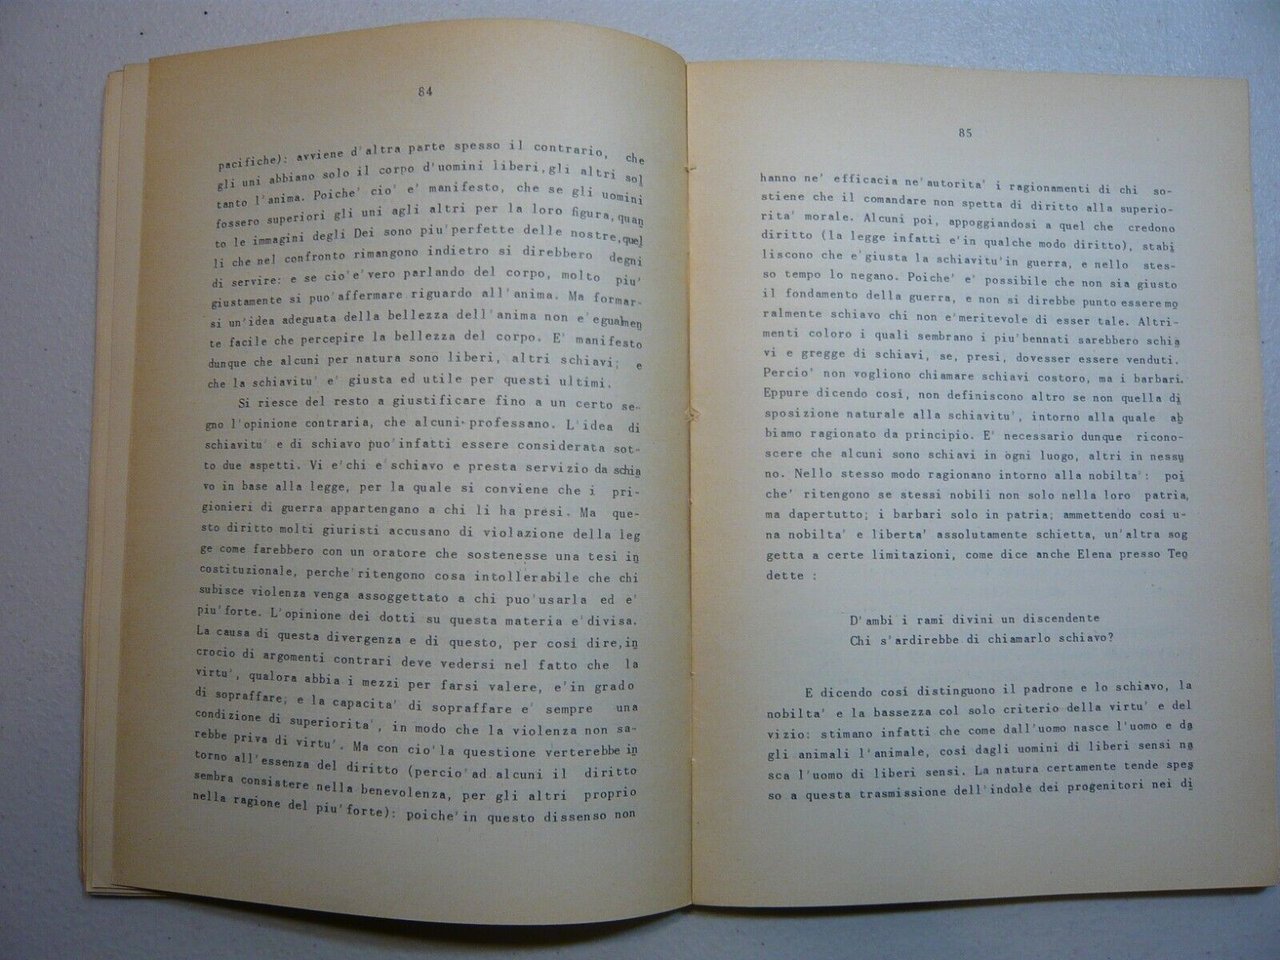 84
pacifiche): avviene d'altra parte spesso il contrario, che
gli uni abbiano solo il corpo d'uomini liberi,gli altri sol
tanto l'anima. Poiche' cio' e' manifesto, che se gli uomini
fossero superiori gli uni agli altri per la loro figura,quan
to le immagini degli Dei sono piu'perfette delle nostre,quel
li che nel confronto rimangono indietro si direbbero degni
di servire: e se cio'e'vero parlando del corpo, molto piu'
giustamente si puo'affermare riguardo all'anima. Ma formar-
si un'idea adeguata della bellezza dell'anima non e'egualmen
te facile che percepire la bellezza del corpo. E' manifesto
dunque che alcuni per natura sono liberi, altri schiavi; e
che la schiavitu' e' giusta ed utile per questi ultimi.
Si riesce del resto a giustificare fino a un certo se-
gno l'opinione contraria, che alcuni professano. L'idea di
schiavitu' e di schiavo puo'infatti essere considerata sot-
to due aspetti. Vi e'chi e'schiavo e presta servizio da schia
vo in base alla legge, per la quale si conviene che i pri-
gionieri di guerra appartengano a chi li ha presi. Ma que-
sto diritto molti giuristi accusano di violazione della leg
ge come farebbero con un oratore che sostenesse una tesi in
costituzionale, perche'ritengono cosa intollerabile che chi
subisce violenza venga assoggettato a chi puo'usarla ed e'
piu'forte. L'opinione dei dotti su questa materia e'divisa.
La causa di questa divergenza e di questo, per cosí dire,in
crocio di argomenti contrari deve vedersi nel fatto che la
virtu', qualora abbia i mezzi per farsi valere, e'in grado
di sopraffare, e la capacita' di sopraffare e' sempre una
condizione di superiorita', in modo che la violenza non sa-
rebbe priva di virtu'. Ma con cio'la questione verterebbe in
torno all'essenza del diritto (percio'ad alcuni il diritto
sembra consistere nella benevolenza, per gli altri proprio
nella ragione del piu'forte): poiche'in questo dissenso non
85
hanno ne' efficacia ne'autorita' i ragionamenti di chi so-
stiene che il comandare non spetta di diritto alla superio-
rita' morale. Alcuni poi, appoggiandosi a quel che credono
diritto (la legge infatti e'in qualche modo diritto), stabi
liscono che e'giusta la schiavitu'in guerra, e nello stes-
so tempo lo negano. Poiche' e' possibile che non sia giusto
il fondamento della guerra, e non si direbbe punto essere mo
ralmente schiavo chi non e'meritevole di esser tale. Altri-
menti coloro i quali sembrano i piu'bennati sarebbero schia
vi e gregge di schiavi, se, presi, dovesser essere venduti.
Percio' non vogliono chiamare schiavi costoro, ma i barbari.
Eppure dicendo cosí, non definiscono altro se non quella di
sposizione naturale alla schiavitu', intorno alla quale ab
biamo ragionato da principio. E' necessario dunque ricono-
scere che alcuni sono schiavi in ogni luogo, altri in nessu
no. Nello stesso modo ragionano intorno alla nobilta': poi
che' ritengono se stessi nobili non solo nella loro patria,
ma dapertutto; i barbari solo in patria; ammettendo cosí u-
na nobilta' e liberta' assolutamente schietta, un'altra sog
getta a certe limitazioni, come dice anche Elena presso Teo
dette :
D'ambi i rami divini un discendente
Chi s'ardirebbe di chiamarlo schiavo?
E dicendo cosí distinguono il padrone e lo schiavo, la
nobilta' e la bassezza col solo criterio della virtu' e del
vizio: stimano infatti che come dall'uomo nasce l'uomo e da
gli animali l'animale, cosí dagli uomini di liberi sensi na
sca l'uomo di liberi sensi. La natura certamente tende spes
so a questa trasmissione dell'indole dei progenitori nei di